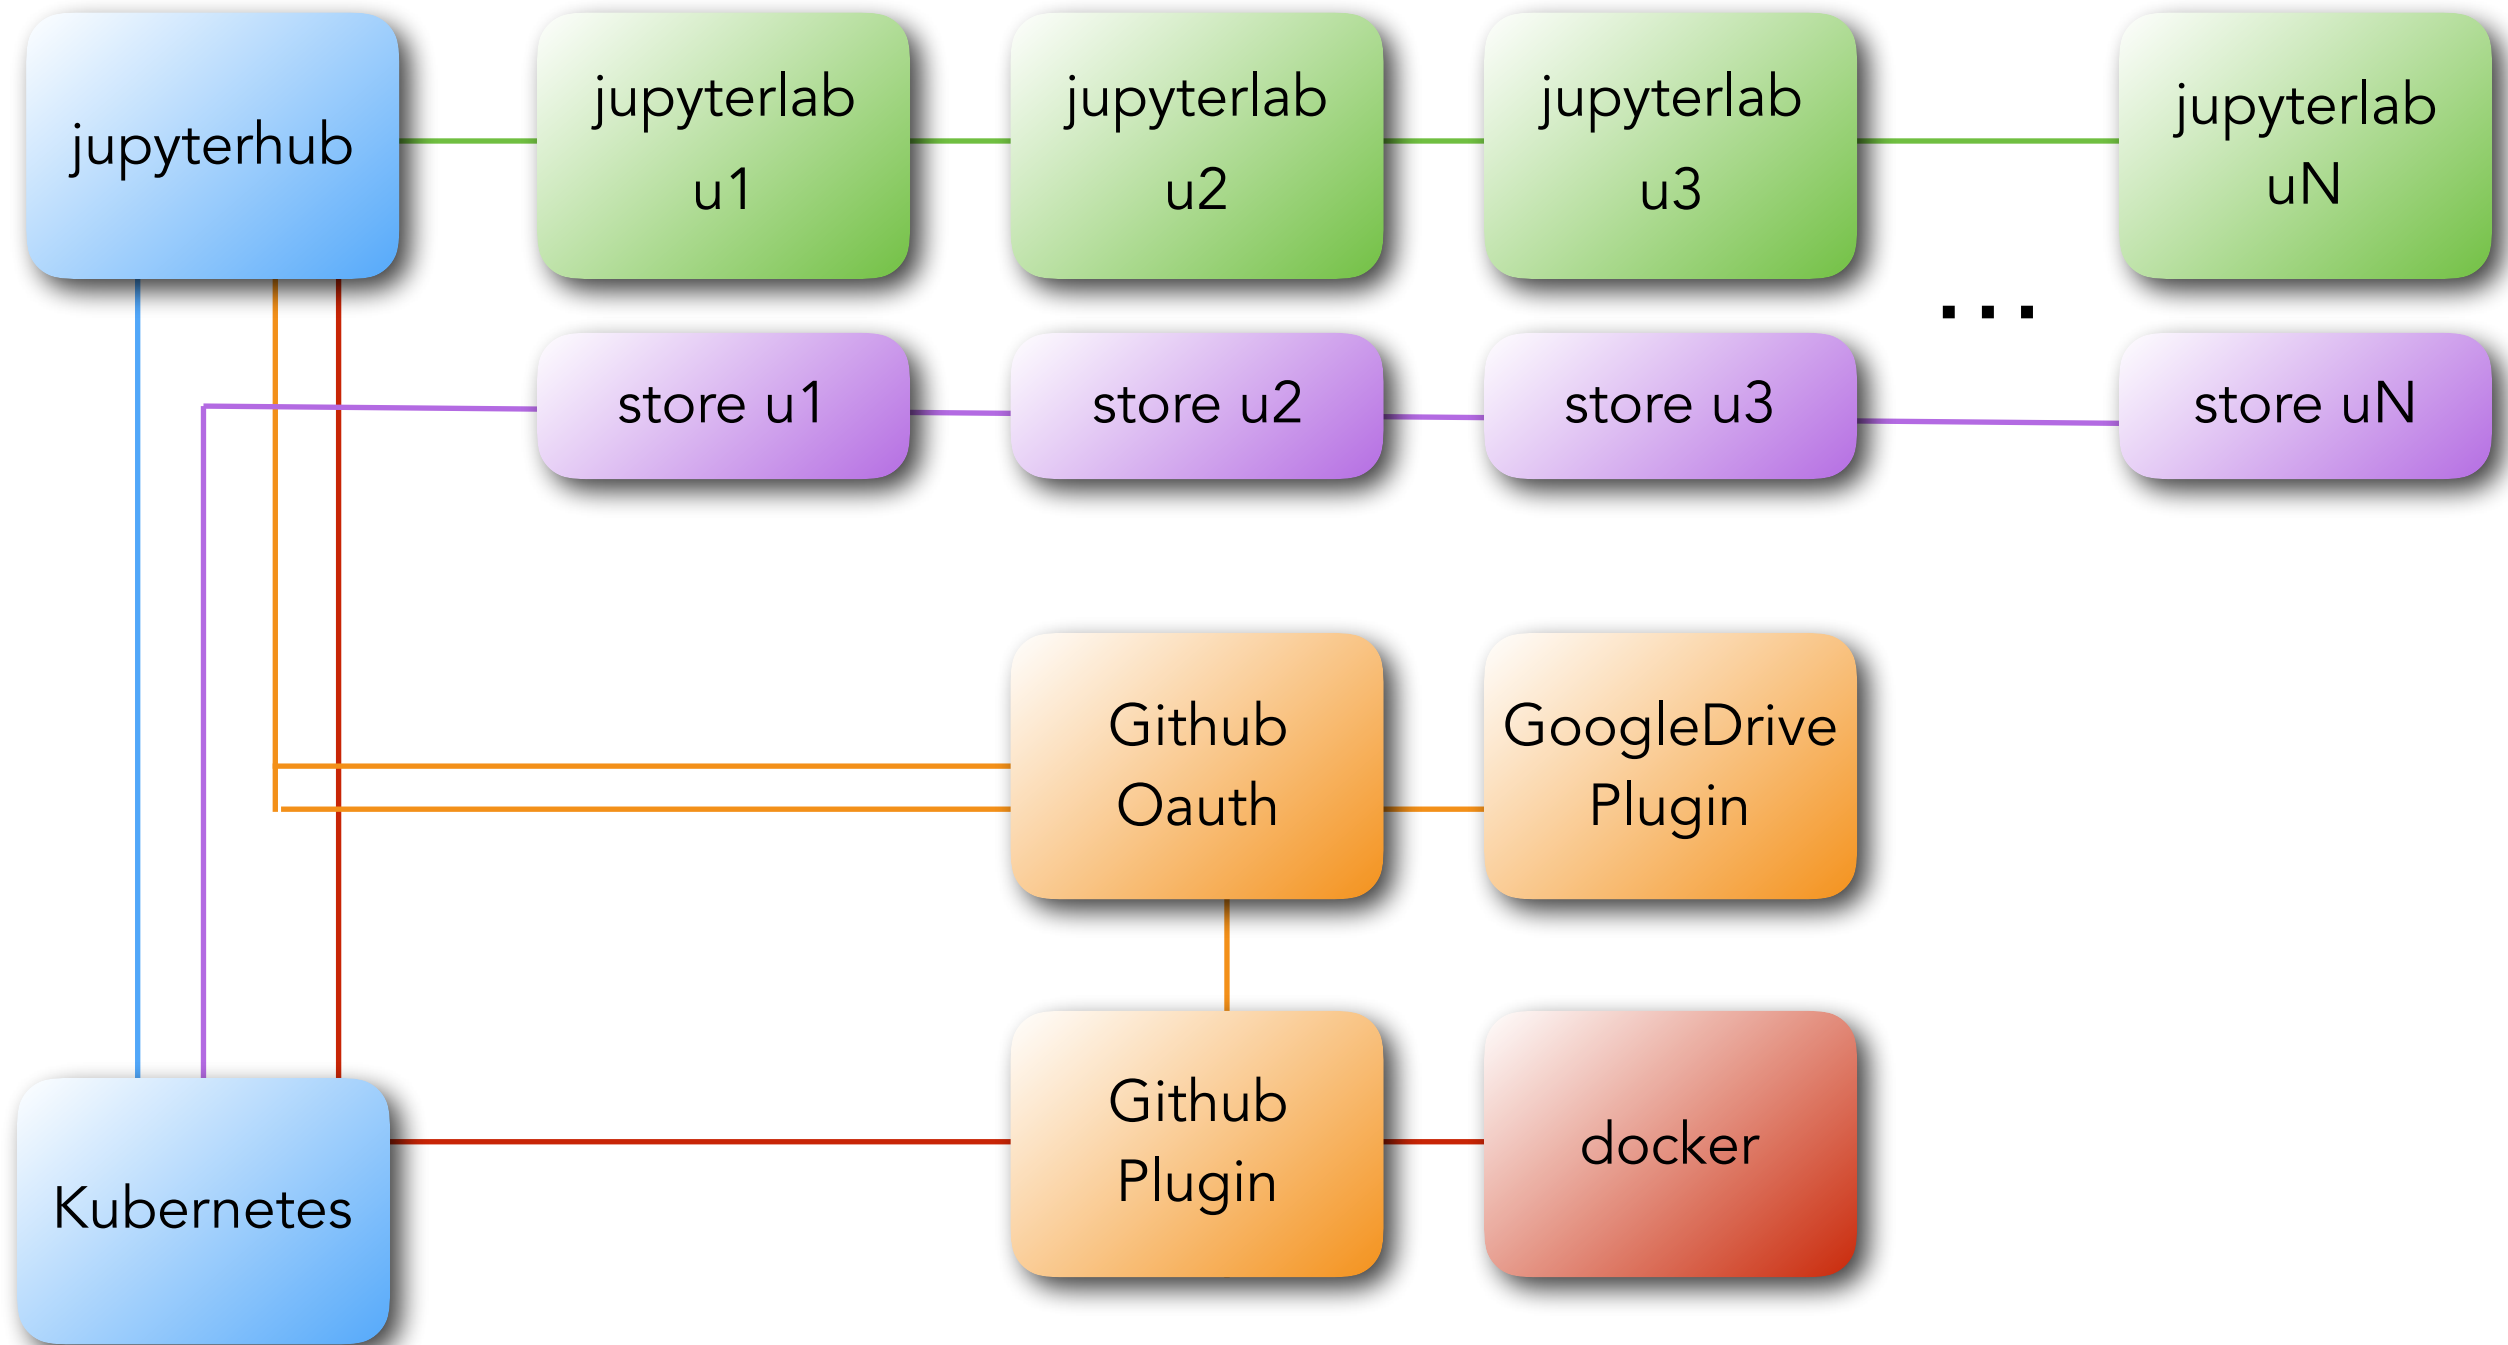 jupyterhub
jupyterlab
u1
jupyterlab
u2
jupyterlab
u3
jupyterlab
uN
...
store u1
store u2
store u3
store uN
Github
Oauth
GoogleDrive
Plugin
Github
Plugin
docker
Kubernetes